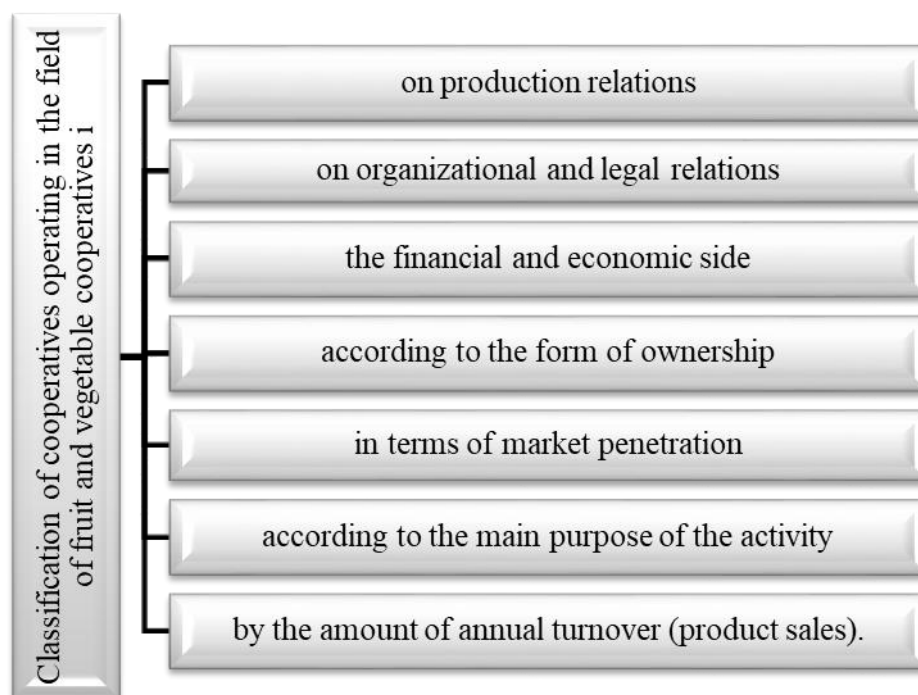 Classification of cooperatives operating in the field
of fruit and vegetable cooperatives i
on production relations
on organizational and legal relations
the financial and economic side
according to the form of ownership
in terms of market penetration
according to the main purpose of the activity
by the amount of annual turnover (product sales).